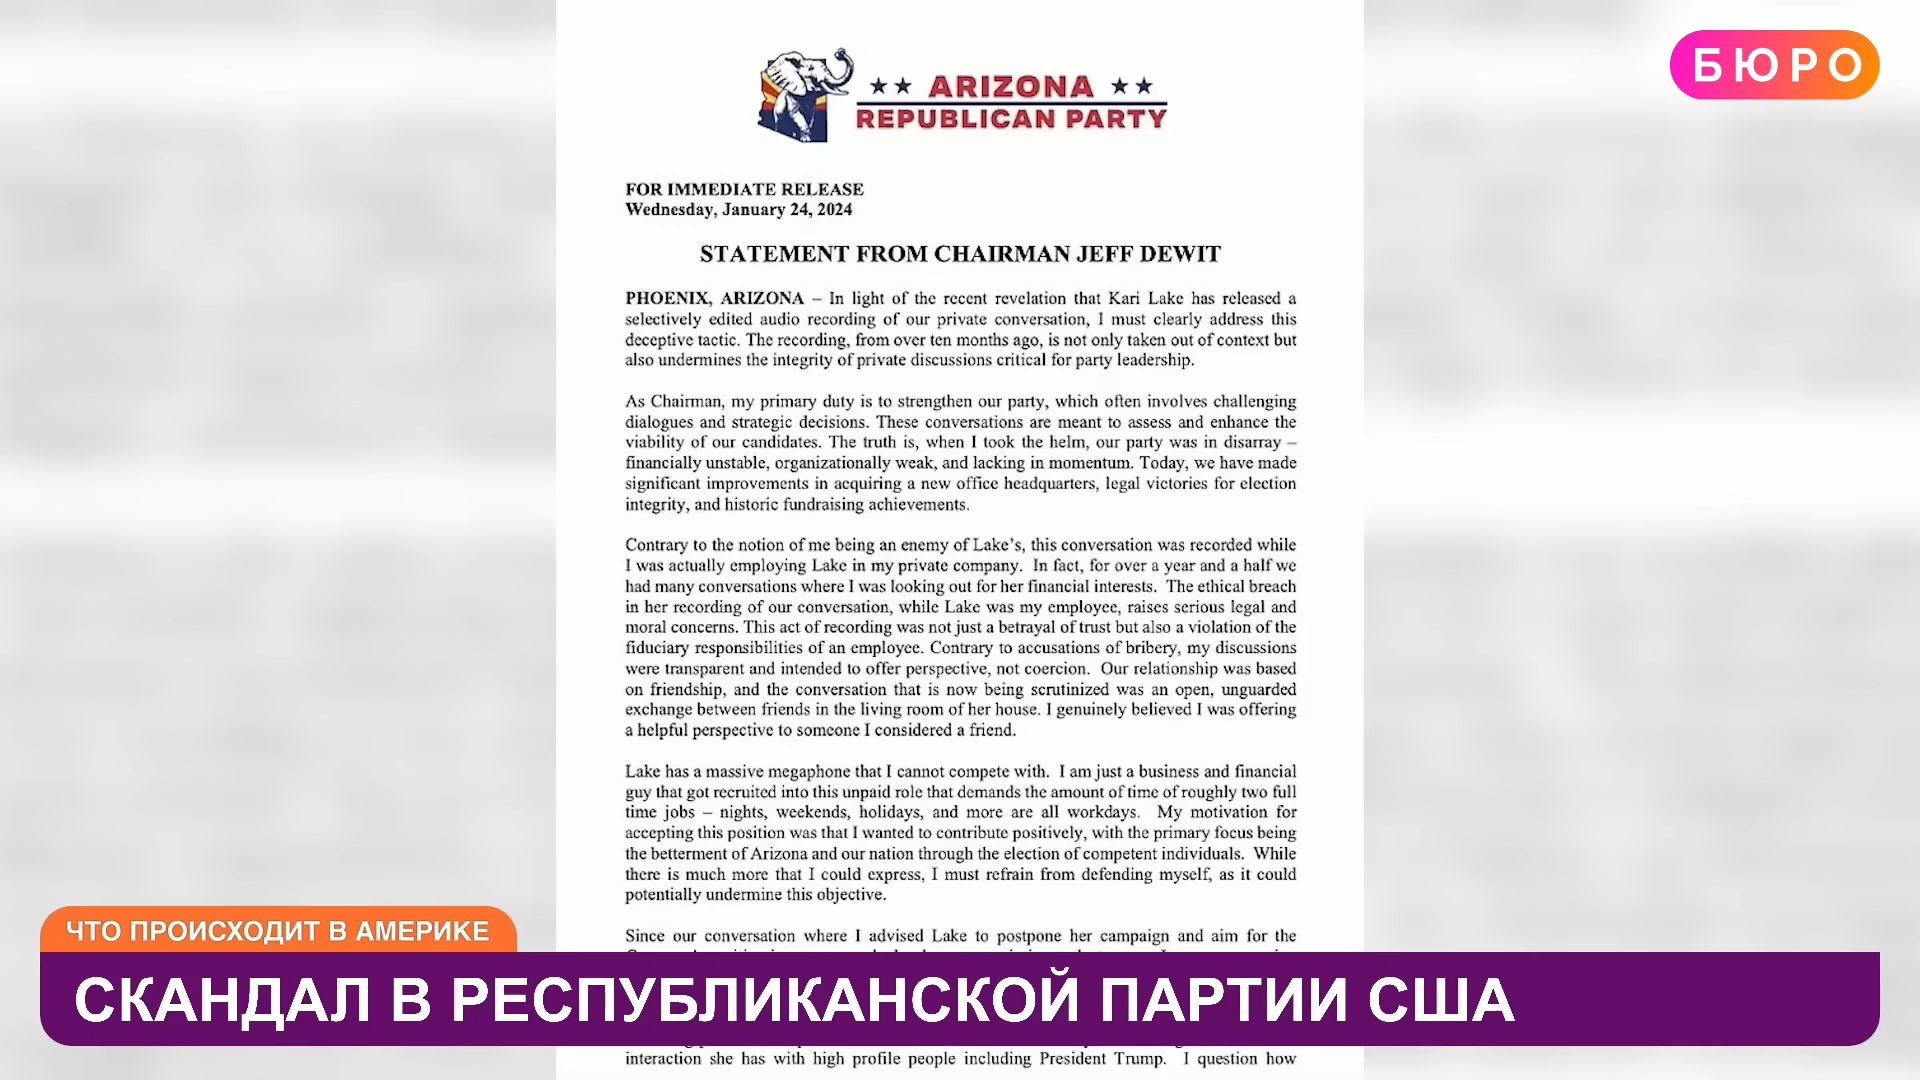 БЮРО
★★ ARIZONA ★★
REPUBLICAN PARTY
FOR IMMEDIATE RELEASE
Wednesday, January 24, 2024
STATEMENT FROM CHAIRMAN JEFF DEWIT
PHOENIX, ARIZONA – In light of the recent revelation that Kari Lake has released a
selectively edited audio recording of our private conversation, I must clearly address this
deceptive tactic. The recording, from over ten months ago, is not only taken out of context but
also undermines the integrity of private discussions critical for party leadership.
As Chairman, my primary duty is to strengthen our party, which often involves challenging
dialogues and strategic decisions. These conversations are meant to assess and enhance the
viability of our candidates. The truth is, when I took the helm, our party was in disarray –
financially unstable, organizationally weak, and lacking in momentum. Today, we have made
significant improvements in acquiring a new office headquarters, legal victories for election
integrity, and historic fundraising achievements.
Contrary to the notion of me being an enemy of Lake’s, this conversation was recorded while
I was actually employing Lake in my private company. In fact, for over a year and a half we
had many conversations where I was looking out for her financial interests. The ethical breach
in her recording of our conversation, while Lake was my employee, raises serious legal and
moral concerns. This act of recording was not just a betrayal of trust but also a violation of the
fiduciary responsibilities of an employee. Contrary to accusations of bribery, my discussions
were transparent and intended to offer perspective, not coercion. Our relationship was based
on friendship, and the conversation that is now being scrutinized was an open, unguarded
exchange between friends in the living room of her house. I genuinely believed I was offering
a helpful perspective to someone I considered a friend.
Lake has a massive megaphone that I cannot compete with. I am just a business and financial
guy that got recruited into this unpaid role that demands the amount of time of roughly two full
time jobs – nights, weekends, holidays, and more are all workdays. My motivation for
accepting this position was that I wanted to contribute positively, with the primary focus being
the betterment of Arizona and our nation through the election of competent individuals. While
there is much more that I could express, I must refrain from defending myself, as it could
potentially undermine this objective.
Since our conversation where I advised Lake to postpone her campaign and aim for the
ЧТО ПРОИСХОДИТ В АМЕРИКЕ
СКАНДАЛ В РЕСПУБЛИКАНСКОЙ ПАРТИИ США
interaction she has with high profile people including President Trump. I question how